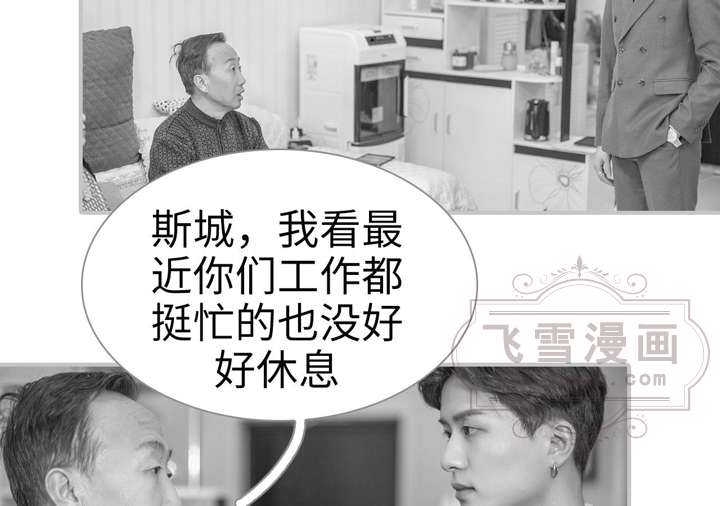 斯城，我看最
近你们工作都
挺忙的也没好
好休息
飞雪漫画
.com